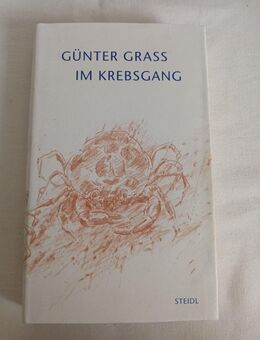 GÜNTER GRASS
IM KREBSGANG
STEIDL